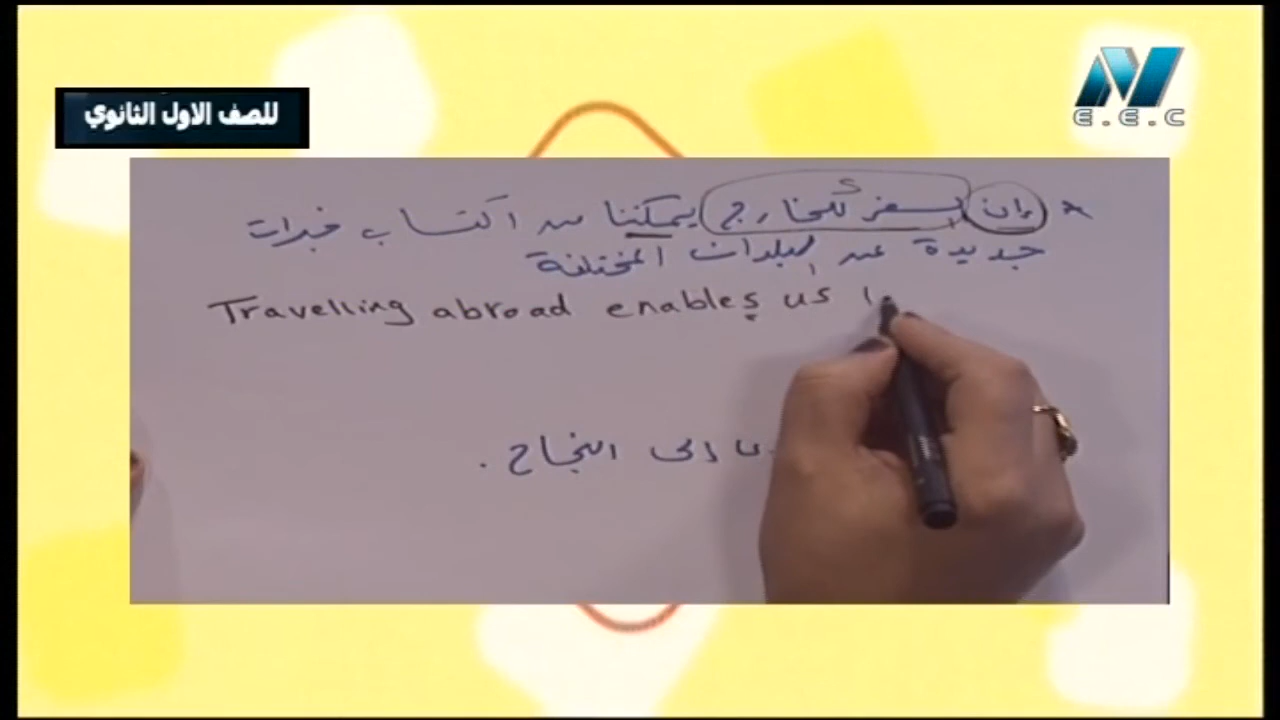 للصف الاول الثانوي
E.E.C
* إن السفر للخارج يمكننا من اكتساب خبرات
جديدة عن البلدان المختلفة
Travelling abroad enables us
إلى النجاح .